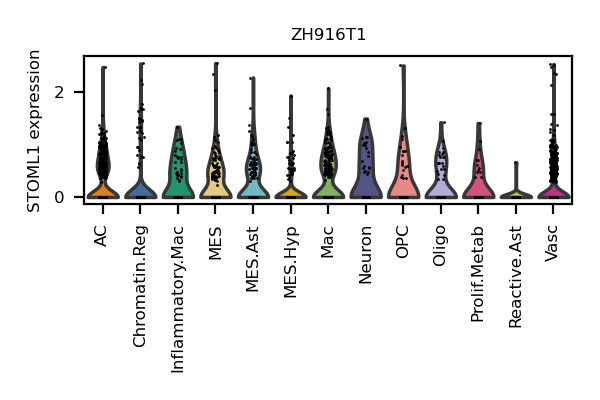 ZH916T1
STOML1 expression
2
0
AC
Chromatin.Reg
Inflammatory.Mac
MES
MES.Ast
MES.Hyp
Mac
Neuron
OPC
Oligo
Prolif.Metab
Reactive.Ast
Vasc